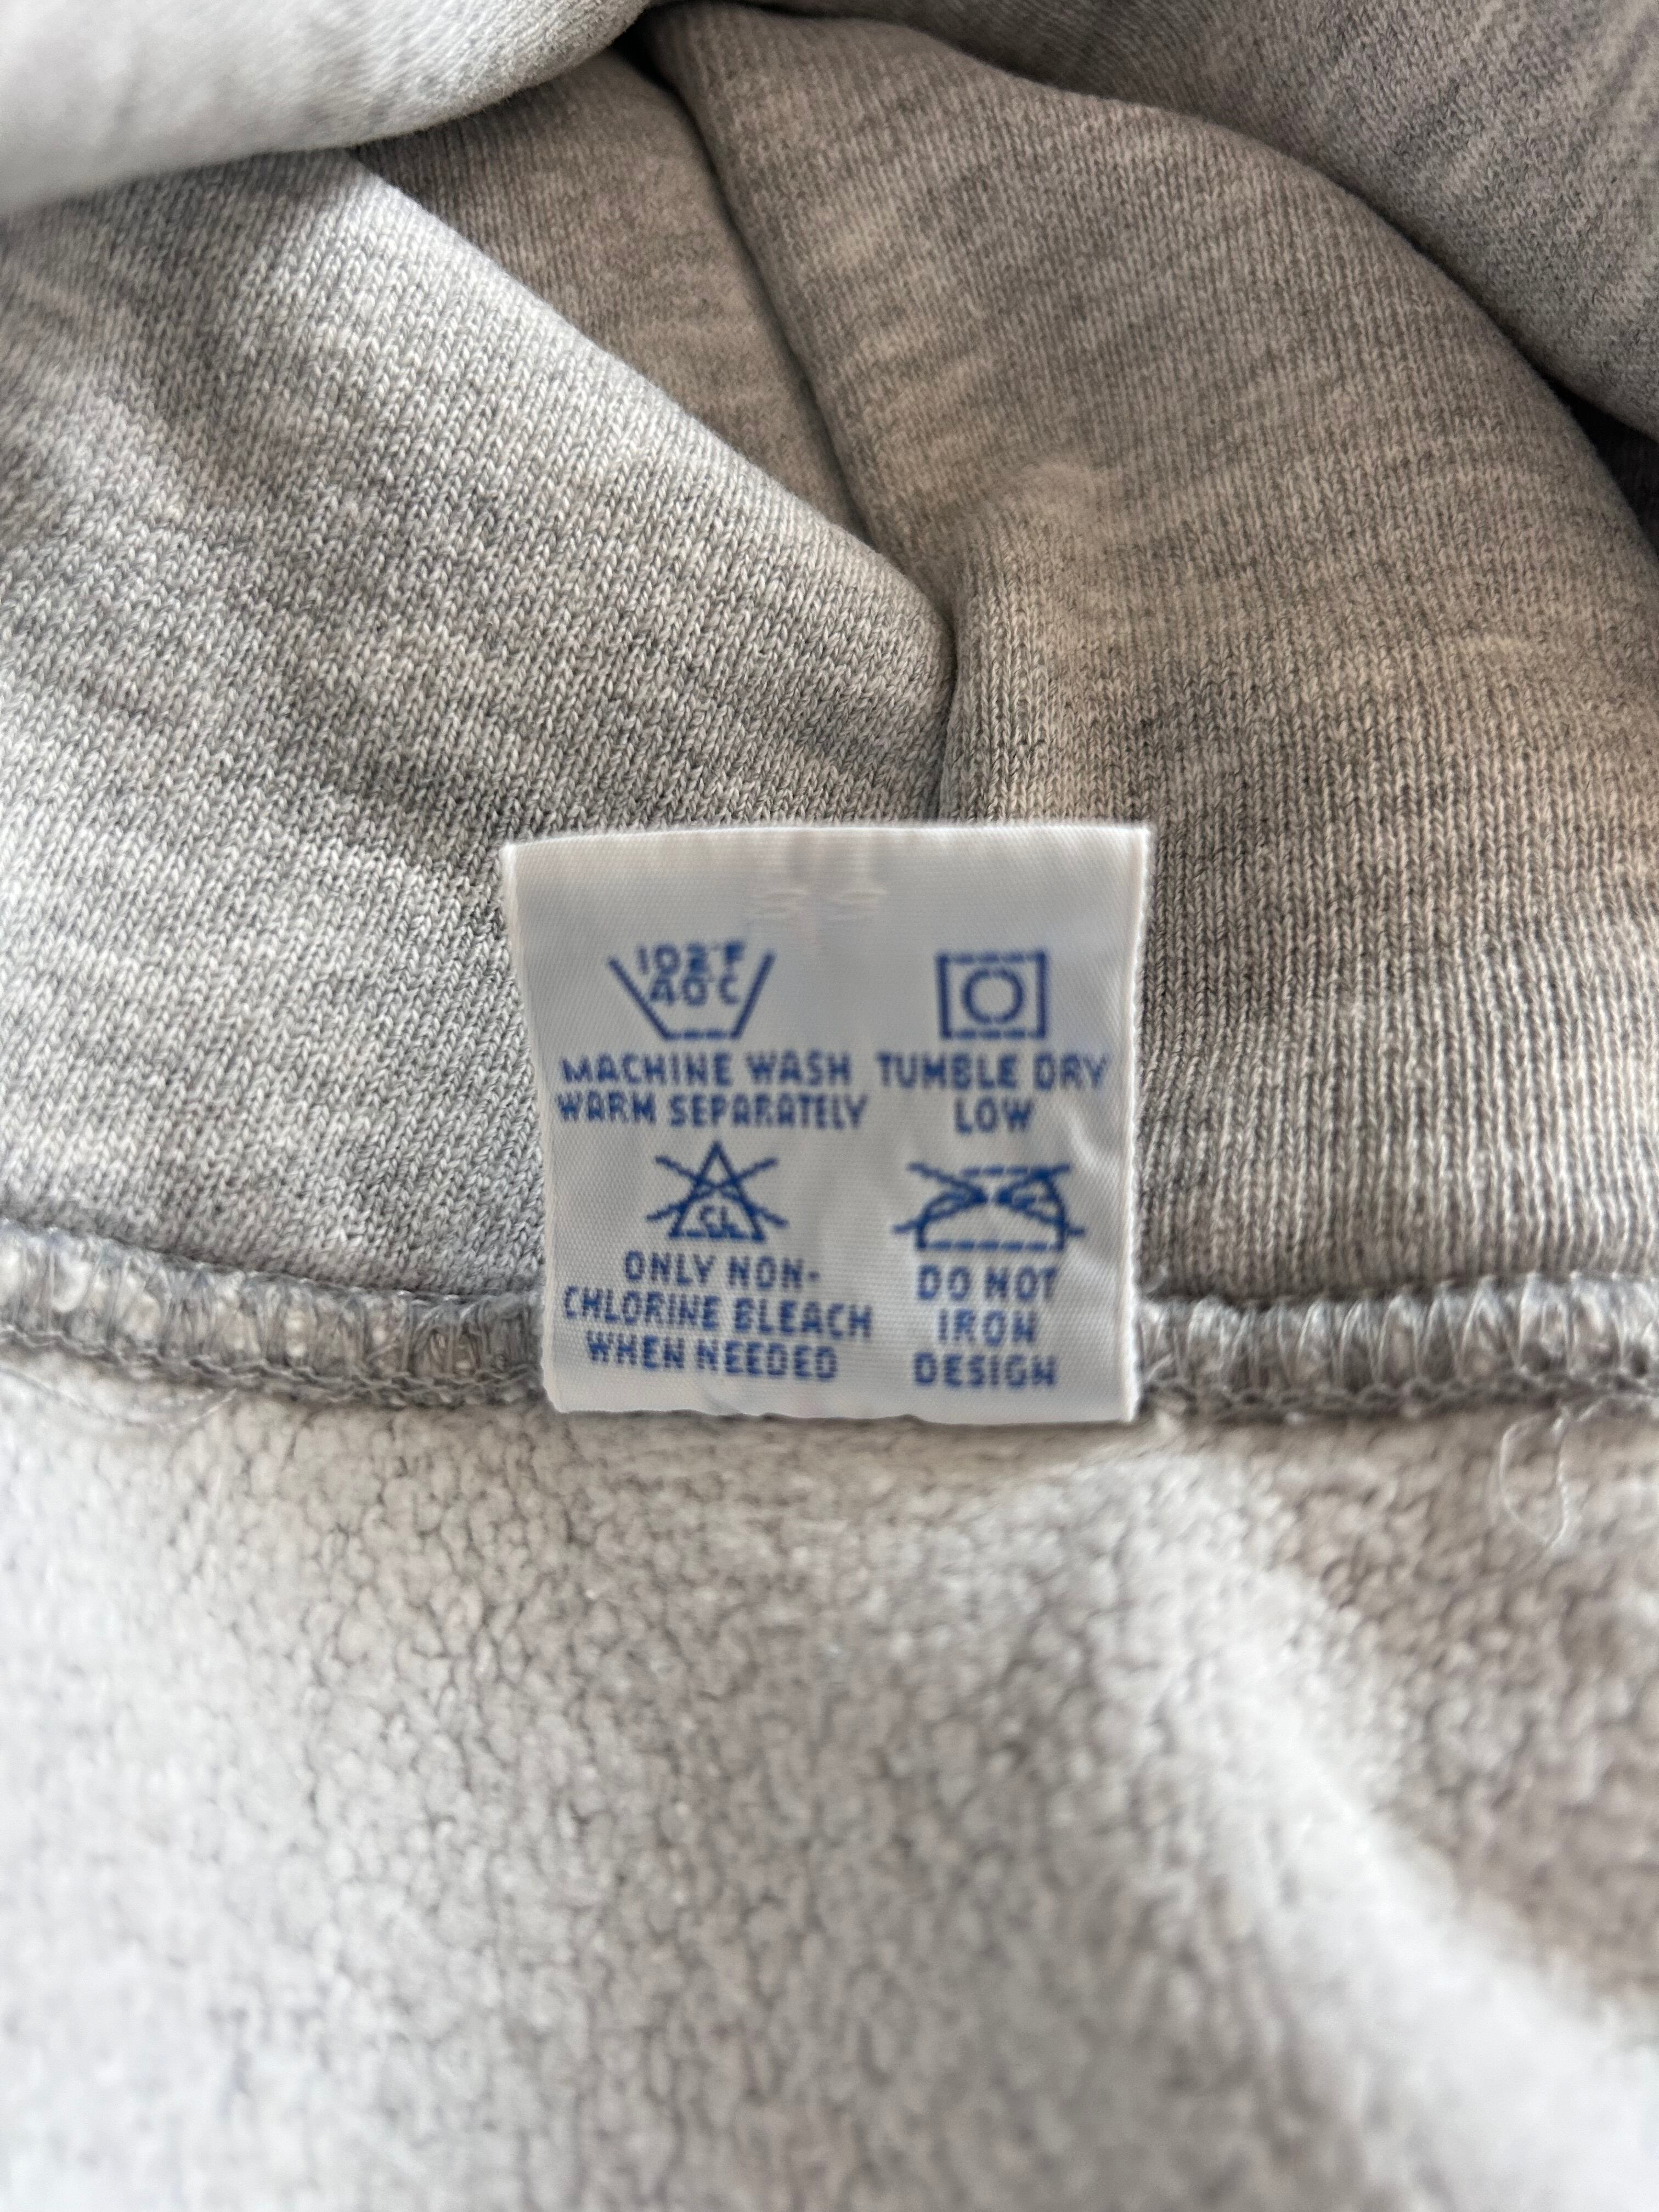 102°F
40°C
MACHINE WASH
WARM SEPARATELY
TUMBLE DRY
LOW
CL
ONLY NON-
CHLORINE BLEACH
WHEN NEEDED
DO NOT
IRON
DESIGN